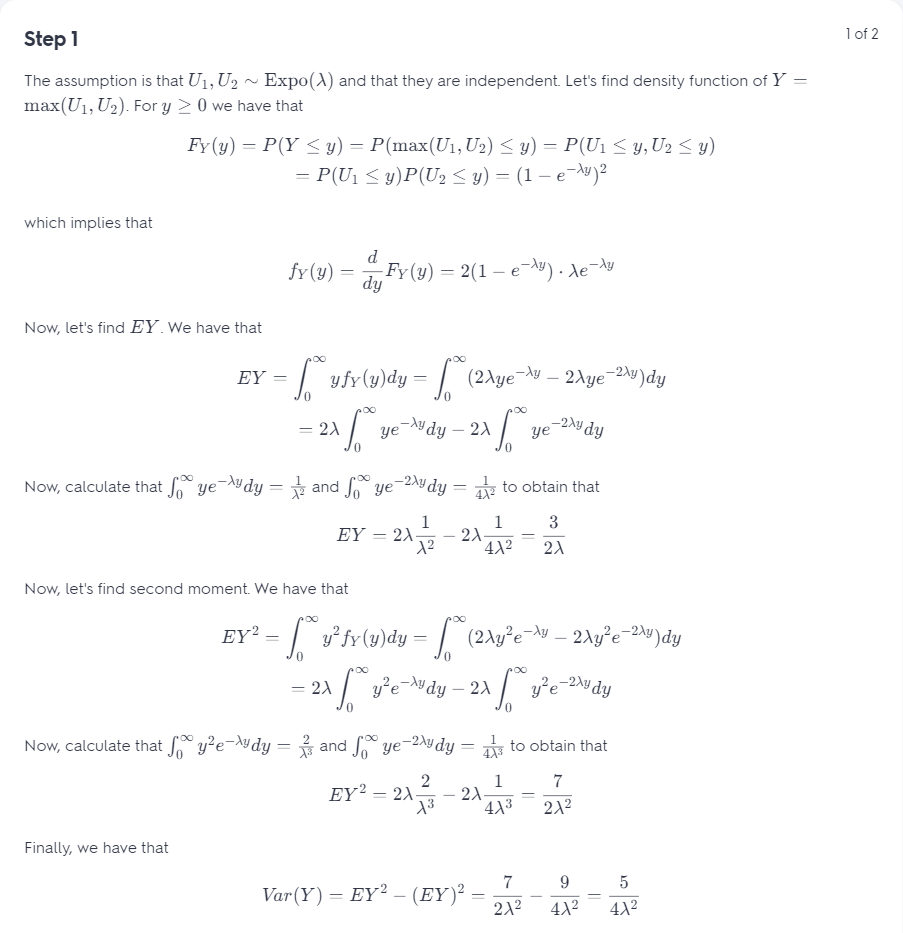 Step 1
1 of 2
The assumption is that $U_1, U_2 \sim \text{Expo}(\lambda)$ and that they are independent. Let's find density function of $Y =$
$\max(U_1, U_2)$. For $y \geq 0$ we have that
$F_Y(y) = P(Y \leq y) = P(\max(U_1, U_2) \leq y) = P(U_1 \leq y, U_2 \leq y)$
$= P(U_1 \leq y)P(U_2 \leq y) = (1 - e^{-\lambda y})^2$
which implies that
$f_Y(y) = \frac{d}{dy} F_Y(y) = 2(1 - e^{-\lambda y}) \cdot \lambda e^{-\lambda y}$
Now, let's find $EY$. We have that
$EY = \int_0^\infty y f_Y(y)dy = \int_0^\infty (2\lambda y e^{-\lambda y} - 2\lambda y e^{-2\lambda y})dy$
$= 2\lambda \int_0^\infty y e^{-\lambda y}dy - 2\lambda \int_0^\infty y e^{-2\lambda y}dy$
Now, calculate that $\int_0^\infty y e^{-\lambda y}dy = \frac{1}{\lambda^2}$ and $\int_0^\infty y e^{-2\lambda y}dy = \frac{1}{4\lambda^2}$ to obtain that
$EY = 2\lambda \frac{1}{\lambda^2} - 2\lambda \frac{1}{4\lambda^2} = \frac{3}{2\lambda}$
Now, let's find second moment. We have that
$EY^2 = \int_0^\infty y^2 f_Y(y)dy = \int_0^\infty (2\lambda y^2 e^{-\lambda y} - 2\lambda y^2 e^{-2\lambda y})dy$
$= 2\lambda \int_0^\infty y^2 e^{-\lambda y}dy - 2\lambda \int_0^\infty y^2 e^{-2\lambda y}dy$
Now, calculate that $\int_0^\infty y^2 e^{-\lambda y}dy = \frac{2}{\lambda^3}$ and $\int_0^\infty y e^{-2\lambda y}dy = \frac{1}{4\lambda^3}$ to obtain that
$EY^2 = 2\lambda \frac{2}{\lambda^3} - 2\lambda \frac{1}{4\lambda^3} = \frac{7}{2\lambda^2}$
Finally, we have that
$Var(Y) = EY^2 - (EY)^2 = \frac{7}{2\lambda^2} - \frac{9}{4\lambda^2} = \frac{5}{4\lambda^2}$